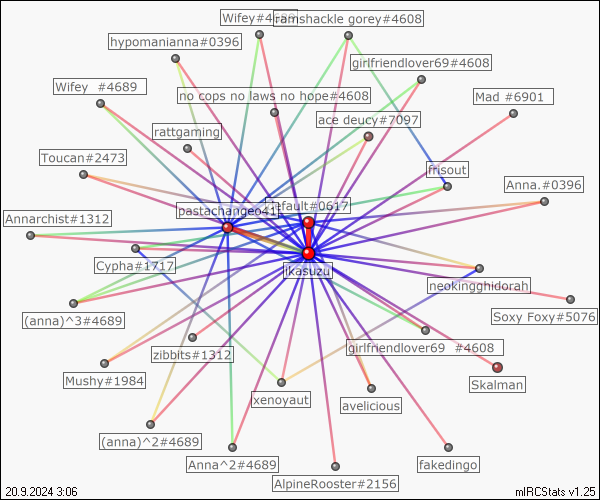 Wifey#4689
ramshackle gorey#4608
hypomanianna#0396
girlfriendlover69#4608
Wifey #4689
no cops no laws no hope#4608
Mad #6901
ace deucy#7097
rattgaming
Toucan#2473
frisout
Anna.#0396
pastachange041
efault#0617
Annarchist#1312
Cypha#1717
ikasuzu
neokingghidorah
Soxy Foxy#5076
(anna)^3#4689
zibbits#1312
girlfriendlover69 #4608
Mushy#1984
Skalman
xenoyaut
avelicious
(anna)^2#4689
Anna^2#4689
fakedingo
AlpineRooster#2156
20.9.2024 3:06
mIRCStats v1.25